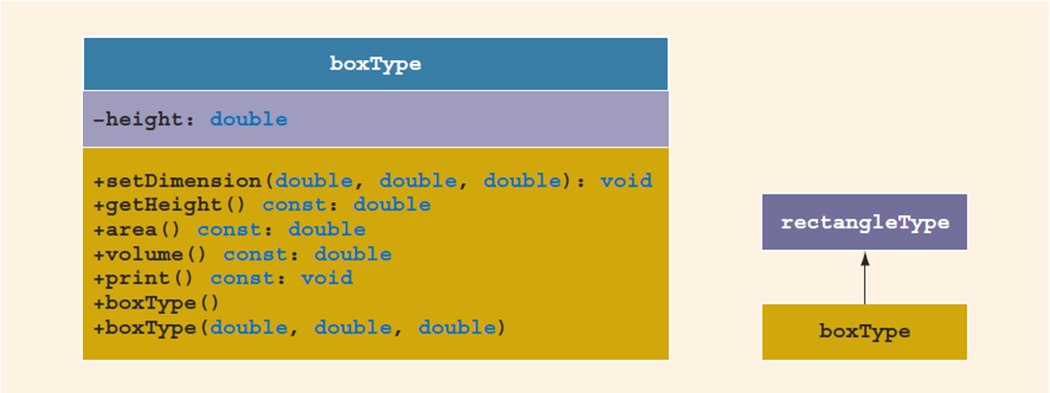 boxType
-height: double
+setDimension(double, double, double): void
+getHeight() const: double
+area() const: double
+volume() const: double
+print() const: void
+boxType()
+boxType(double, double, double)
rectangleType
boxType